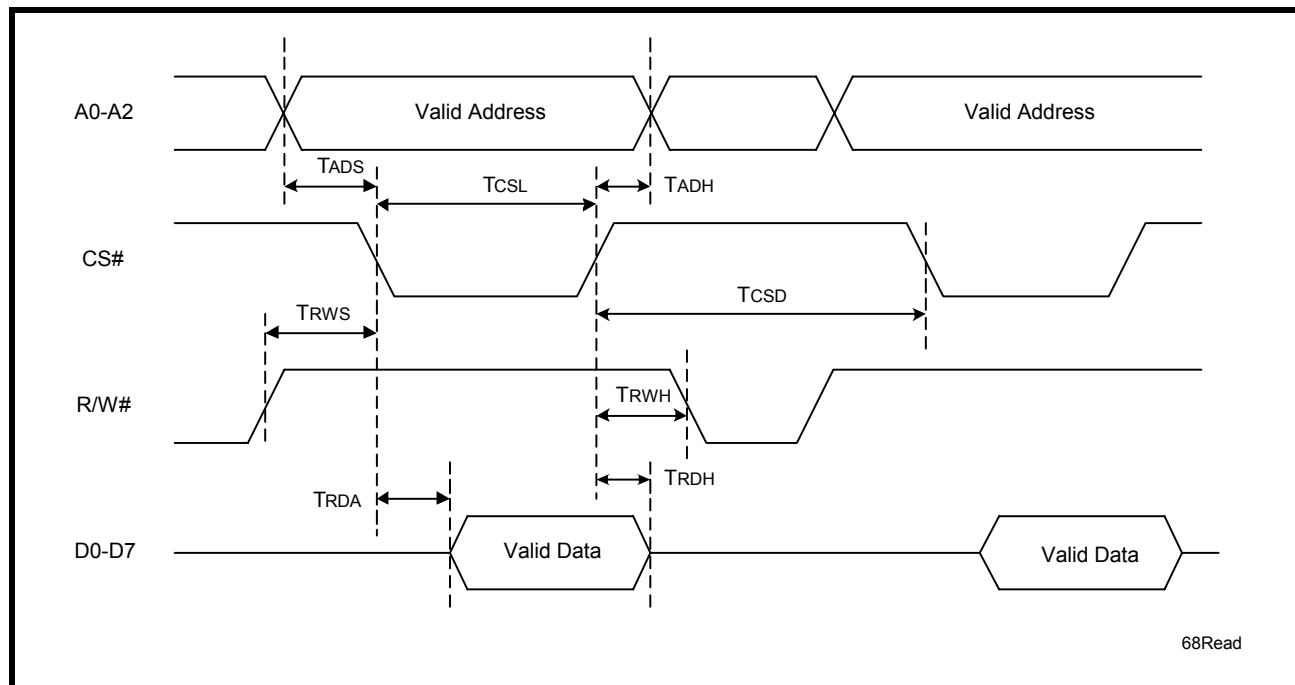 A0-A2
Valid Address
Valid Address
TADS
TCSL
TADH
CS#
TCSD
TRWS
R/W#
TRWH
TRDH
TRDA
D0-D7
Valid Data
Valid Data
68Read